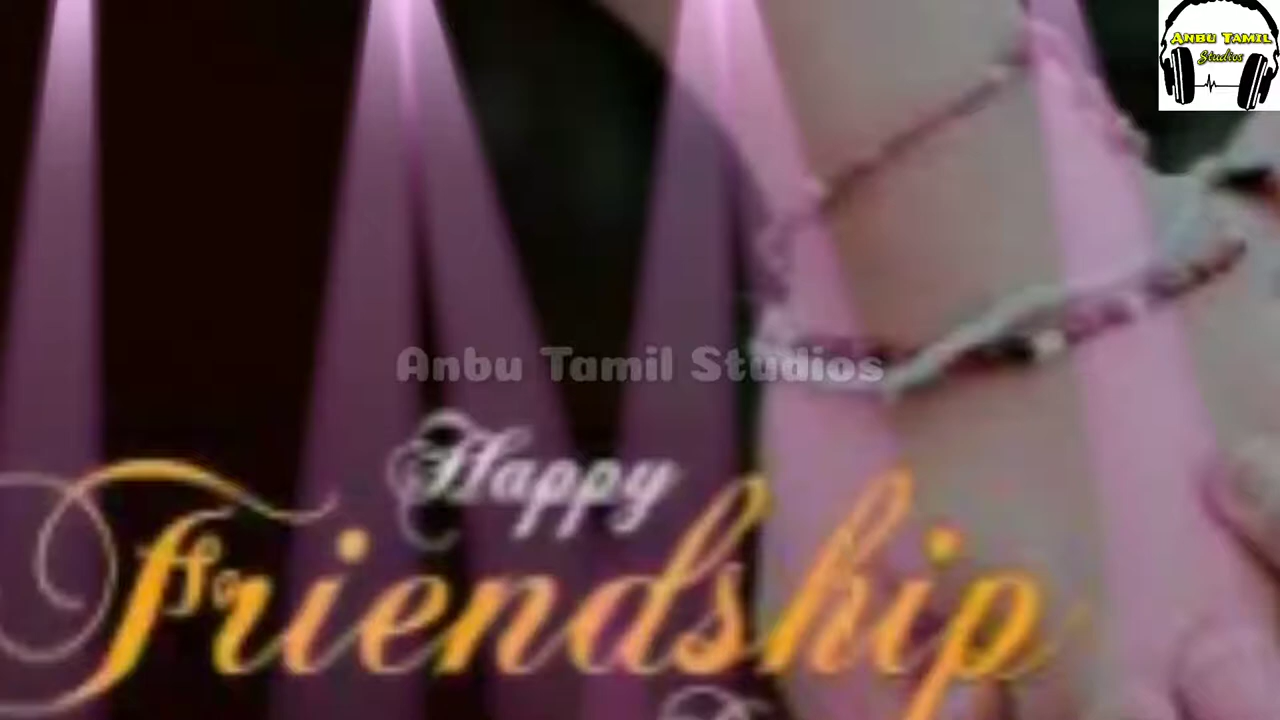 Anbu Tamil
Studios
Anbu Tamil Studios
Happy
Friendship